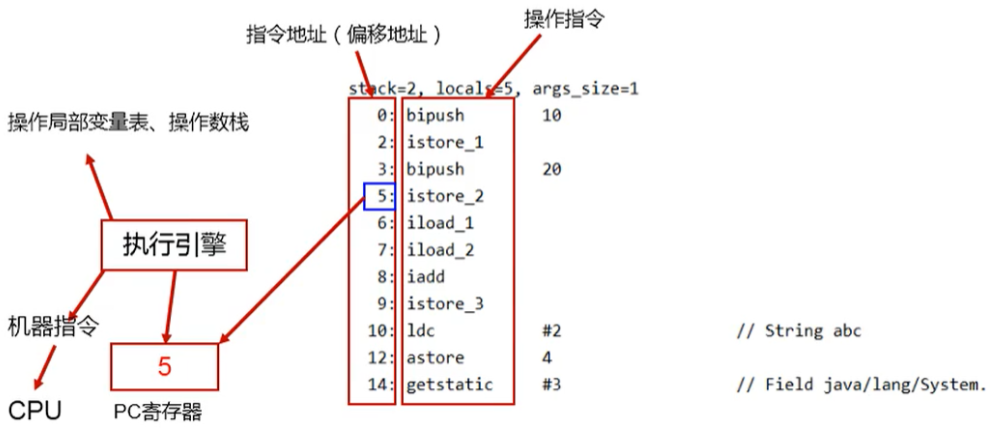 操作指令
指令地址（偏移地址）
stack=2, locals=5, args_size=1
0: bipush 10
2: istore_1
3: bipush 20
5: istore_2
6: iload_1
7: iload_2
8: iadd
9: istore_3
10: ldc #2 // String abc
12: astore 4
14: getstatic #3 // Field java/lang/System.
操作局部变量表、操作数栈
执行引擎
机器指令
5
CPU
PC寄存器